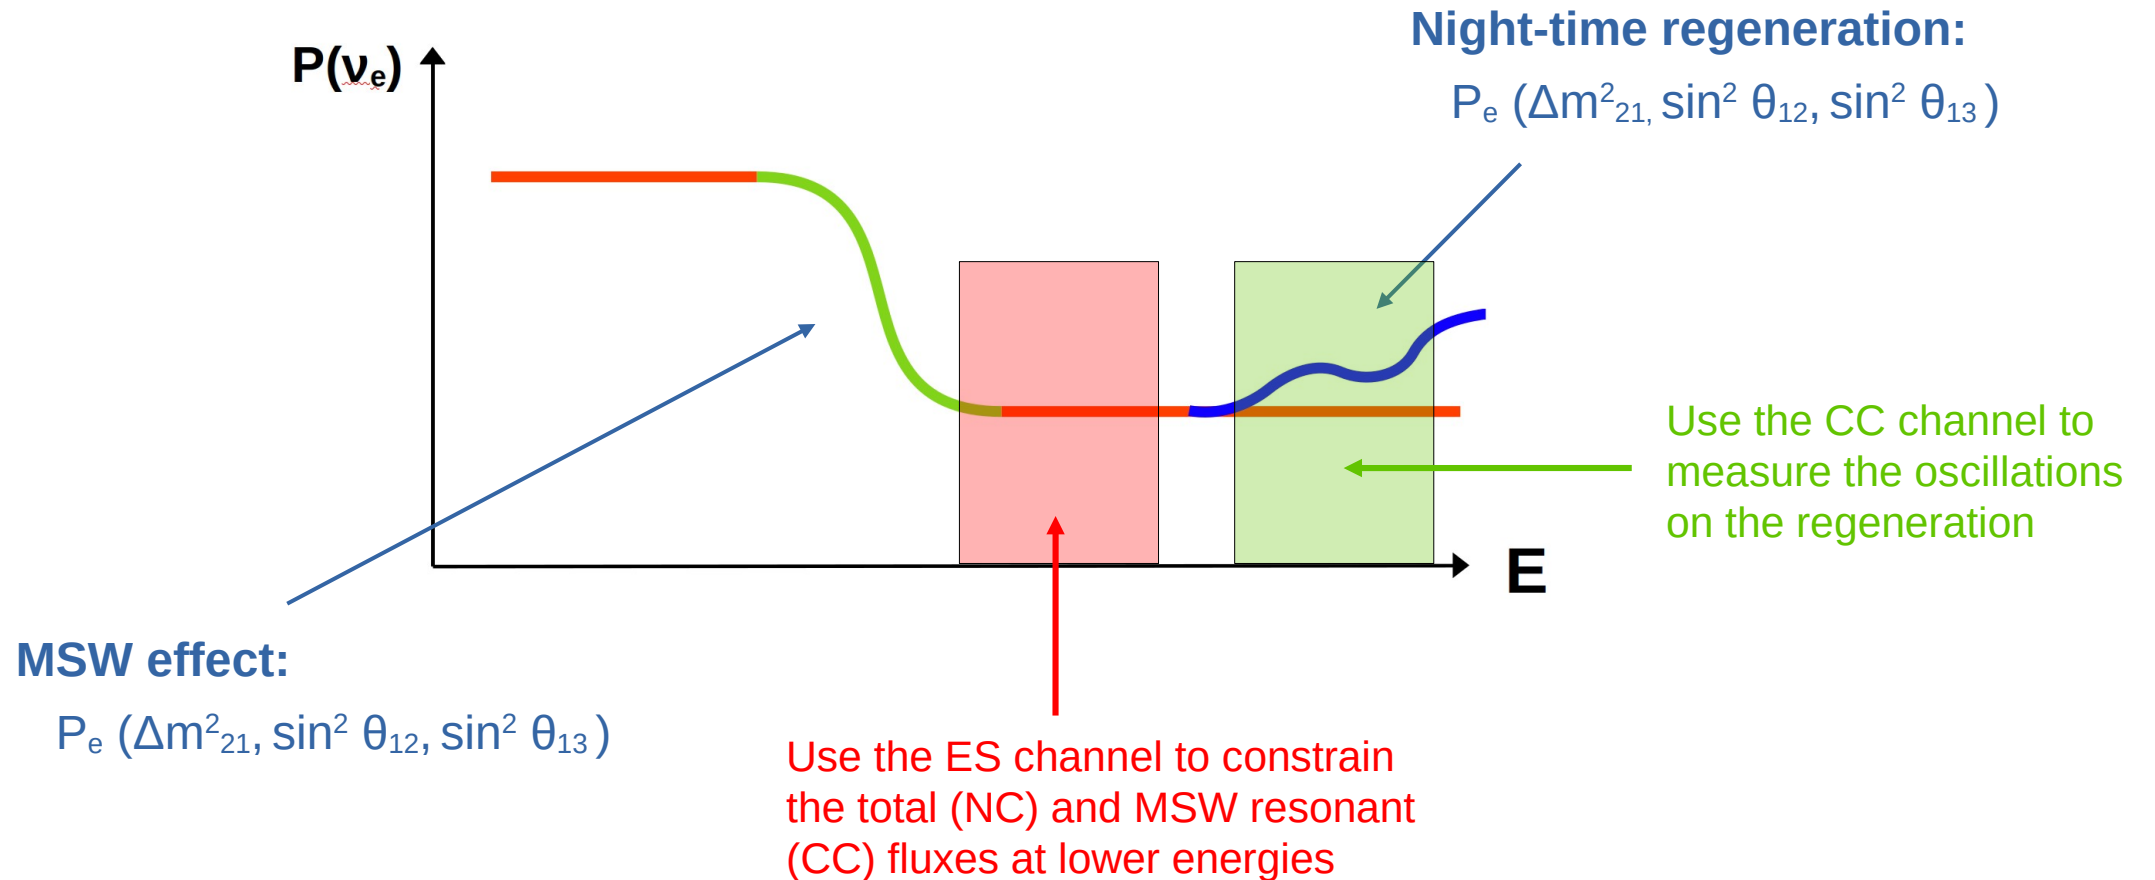 Night-time regeneration:
Pₑ (Δm²₂₁, sin² θ₁₂, sin² θ₁₃ )
P(νₑ)
Use the CC channel to
measure the oscillations
on the regeneration
E
MSW effect:
Pₑ (Δm²₂₁, sin² θ₁₂, sin² θ₁₃ )
Use the ES channel to constrain
the total (NC) and MSW resonant
(CC) fluxes at lower energies